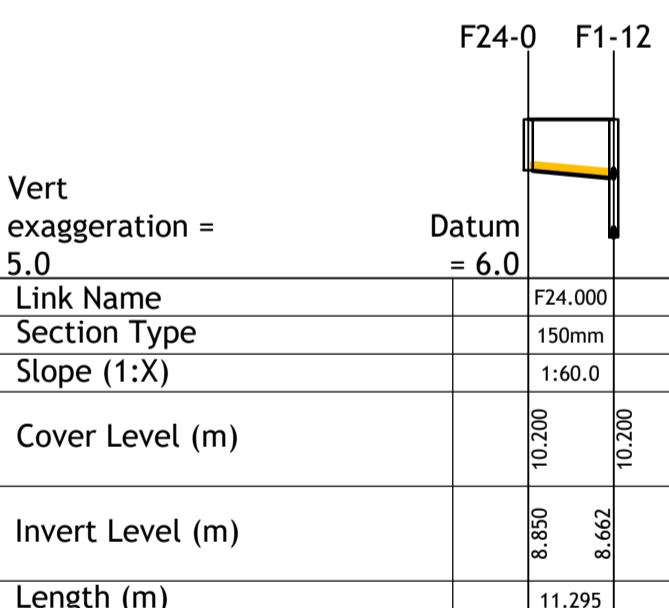 F24-0 F1-12
Vert
exaggeration = Datum
5.0 = 6.0
Link Name F24.000
Section Type 150mm
Slope (1:X) 1:60.0
Cover Level (m) 10.200 10.200
Invert Level (m) 8.850 8.662
Length (m) 11.295